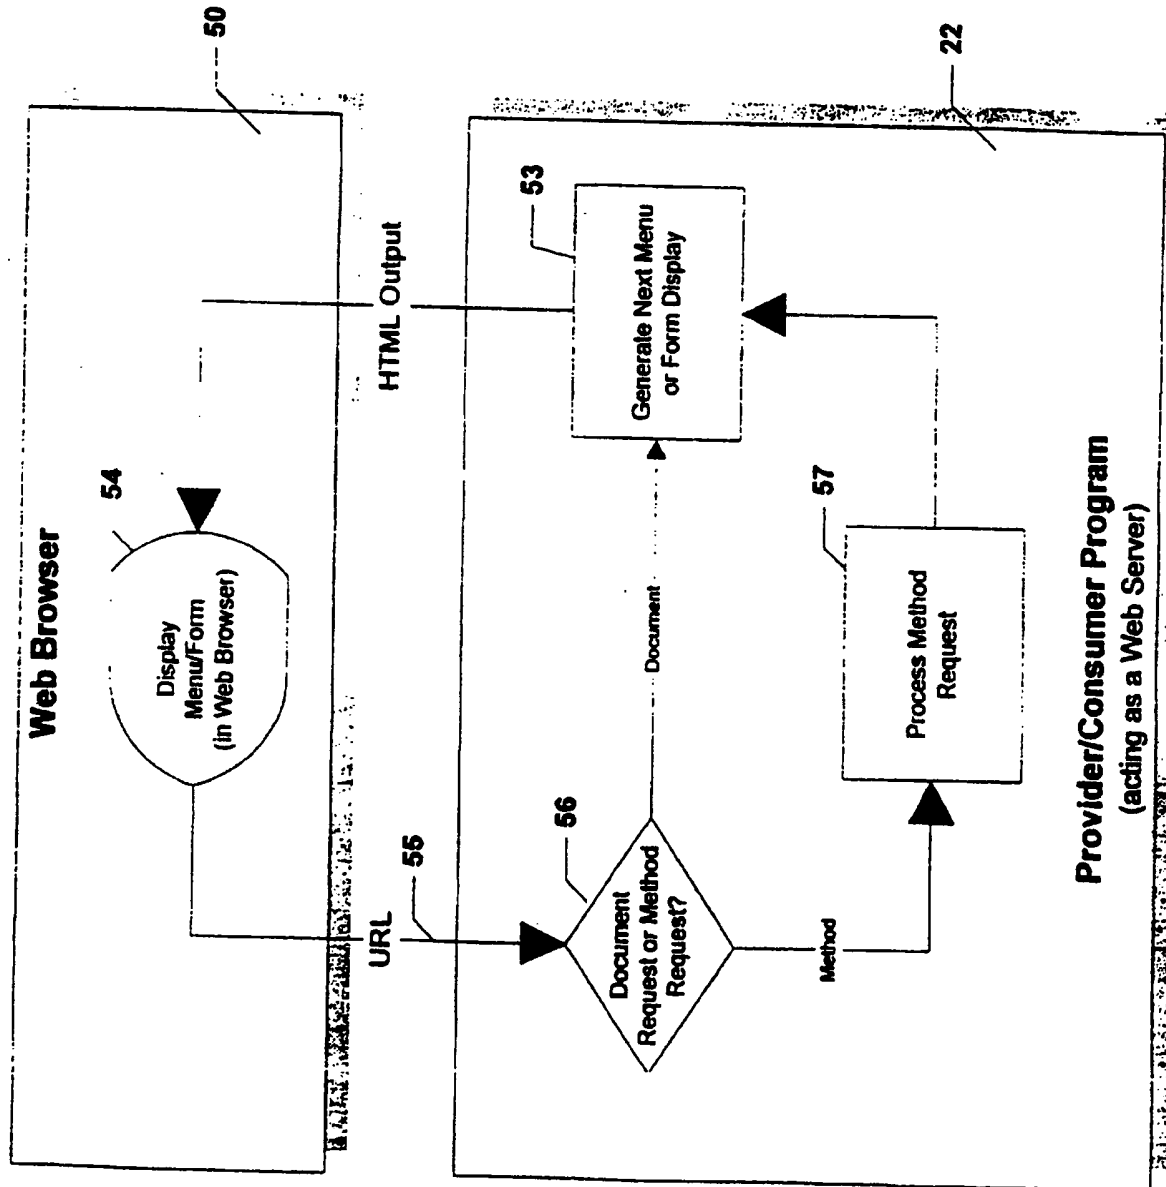 Web Browser
50
54
Display
Menu/Form
(in Web Browser)
HTML Output
URL
55
22
53
Generate Next Menu
or Form Display
56
Document
Request or Method
Request?
Document
Method
57
Process Method
Request
Provider/Consumer Program
(acting as a Web Server)